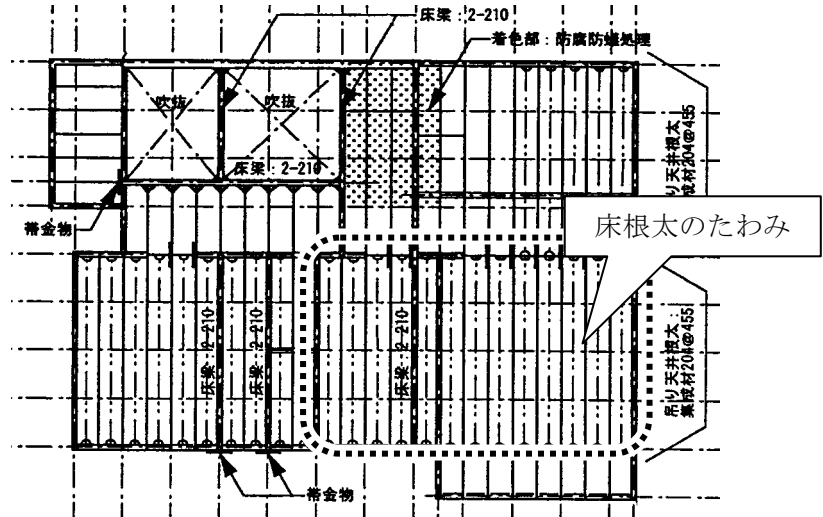 床梁：2-210
着色部：防腐防蟻処理
吹抜
吹抜
床梁：2-210
吊り天井根太：
集成材204@455
帯金物
床根太のたわみ
床梁：2-210
床梁：2-210
床梁：2-210
吊り天井根太：
集成材204@455
帯金物